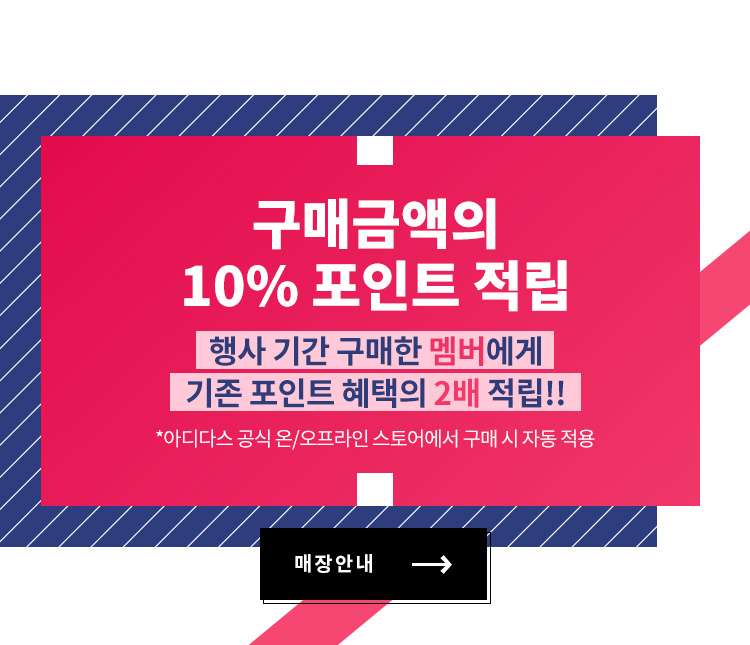 구매금액의
10% 포인트 적립
행사 기간 구매한 멤버에게
기존 포인트 혜택의 2배 적립!!
*아디다스 공식 온/오프라인 스토어에서 구매 시 자동 적용
매장안내